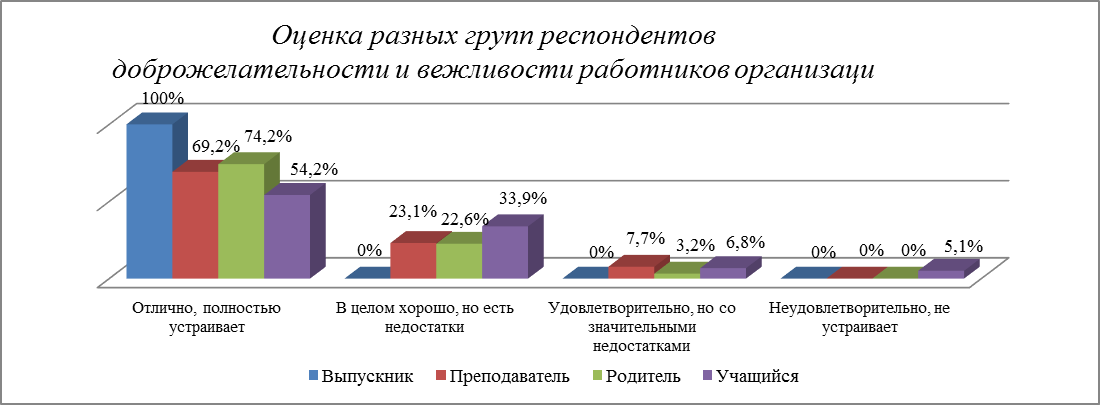 Оценка разных групп респондентов
доброжелательности и вежливости работников организаци
100%
69,2%
74,2%
54,2%
0%
23,1%
22,6%
33,9%
0%
7,7%
3,2%
6,8%
0%
0%
0%
5,1%
Отлично, полностью
устраивает
В целом хорошо, но есть
недостатки
Удовлетворительно, но со
значительными
недостатками
Неудовлетворительно, не
устраивает
Выпускник
Преподаватель
Родитель
Учащийся